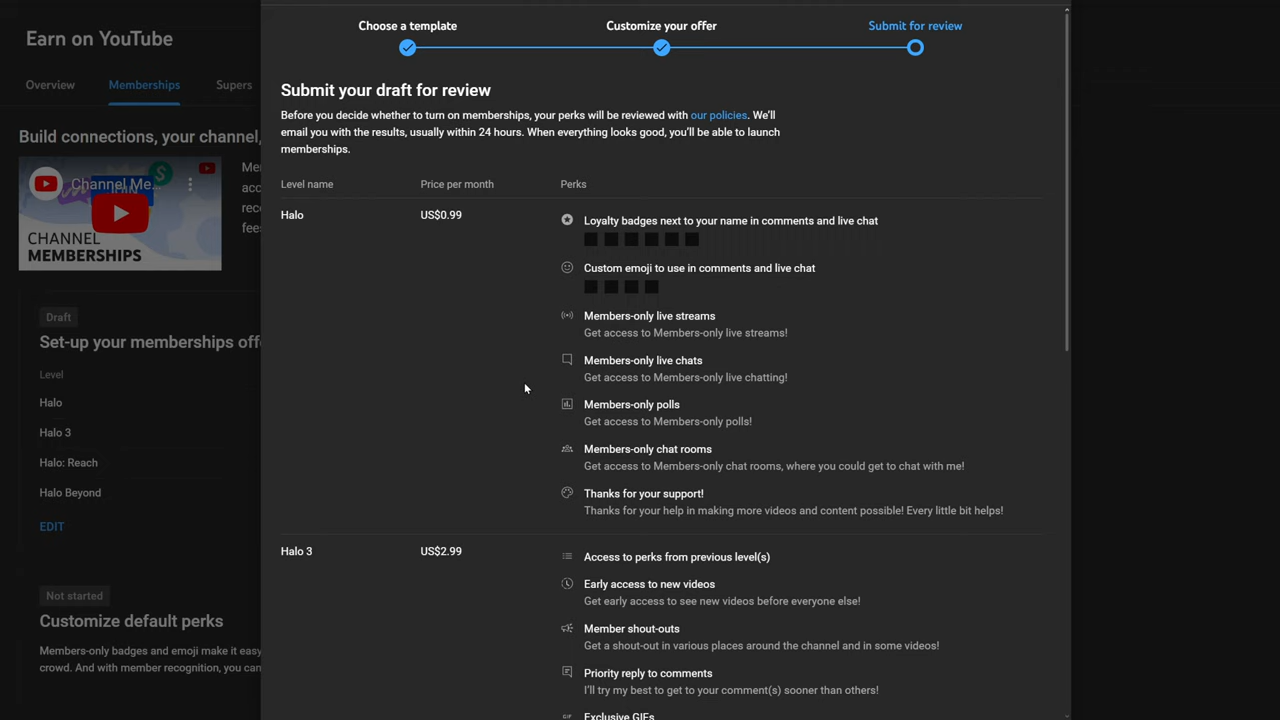 Choose a template
Customize your offer
Submit for review
Earn on YouTube
Overview
Memberships
Supers
Build connections, your channel,
Channel Me...
JOIN
CHANNEL
MEMBERSHIPS
Mem
acc
rec
fee
Draft
Set-up your memberships off
Level
Halo
Halo 3
Halo: Reach
Halo Beyond
EDIT
Not started
Customize default perks
Members-only badges and emoji make it easy
crowd. And with member recognition, you can
Submit your draft for review
Before you decide whether to turn on memberships, your perks will be reviewed with our policies. We'll
email you with the results, usually within 24 hours. When everything looks good, you'll be able to launch
memberships.
Level name
Price per month
Perks
Halo
US$0.99
Loyalty badges next to your name in comments and live chat
Custom emoji to use in comments and live chat
Members-only live streams
Get access to Members-only live streams!
Members-only live chats
Get access to Members-only live chatting!
Members-only polls
Get access to Members-only polls!
Members-only chat rooms
Get access to Members-only chat rooms, where you could get to chat with me!
Thanks for your support!
Thanks for your help in making more videos and content possible! Every little bit helps!
Halo 3
US$2.99
Access to perks from previous level(s)
Early access to new videos
Get early access to see new videos before everyone else!
Member shout-outs
Get a shout-out in various places around the channel and in some videos!
Priority reply to comments
I'll try my best to get to your comment(s) sooner than others!
GIF
Exclusive GIFs